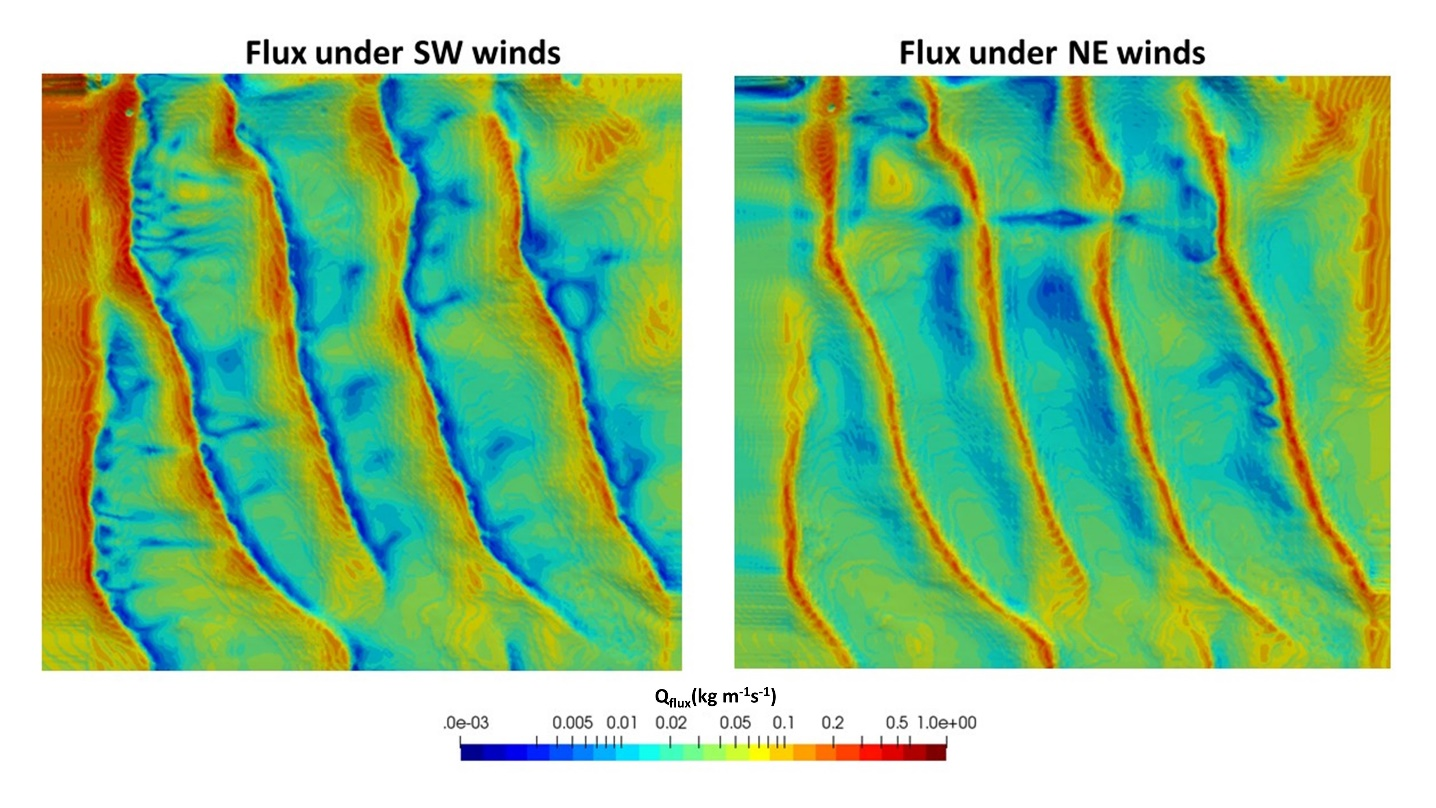 Flux under SW winds
Flux under NE winds
Qflux(kg m-1s-1)
.0e-03 0.005 0.01 0.02 0.05 0.1 0.2 0.5 1.0e+00